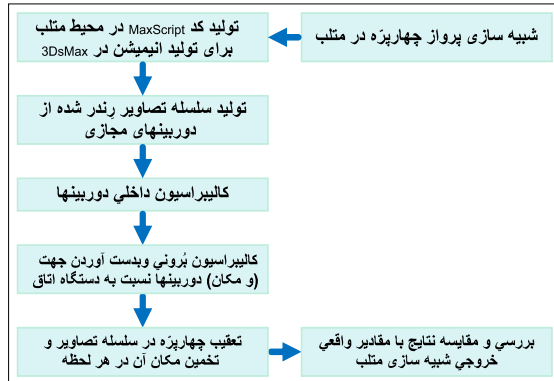 شبیه سازی پرواز چهارپرّه در متلب
تولید کد MaxScript در محیط متلب
برای تولید انیمیشن در 3DsMax
تولید سلسله تصاویر رِندر شده از
دوربینهای مجازی
کالیبراسیون داخلي دوربینها
کالیبراسیون بُروني وبدست آوردن جهت
(و مکان) دوربینها نسبت به دستگاه اتاق
تعقیب چهارپرّه در سلسله تصاویر و
تخمین مکان آن در هر لحظه
بررسي و مقایسه نتایج با مقادیر واقعي
خروجي شبیه سازی متلب